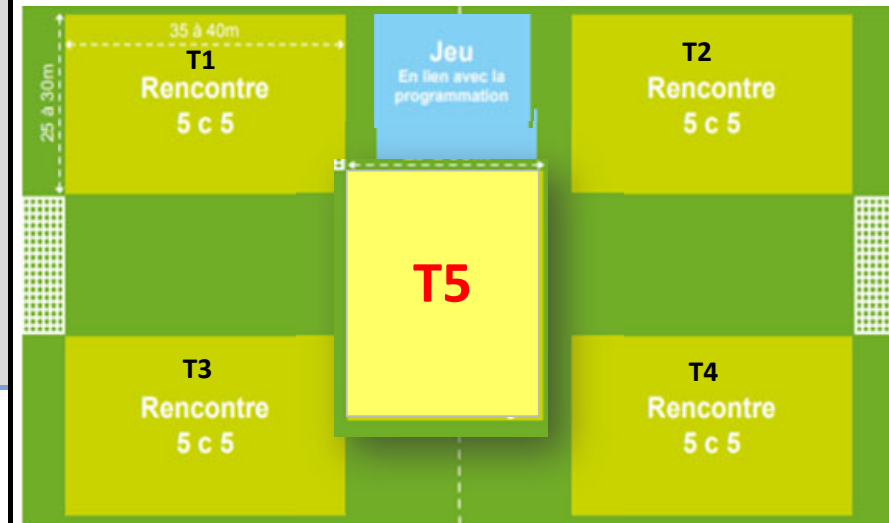 35 à 40m
25 à 30m
T1
Rencontre
5 c 5
Jeu
En lien avec la
programmation
T2
Rencontre
5 c 5
T5
T3
Rencontre
5 c 5
T4
Rencontre
5 c 5